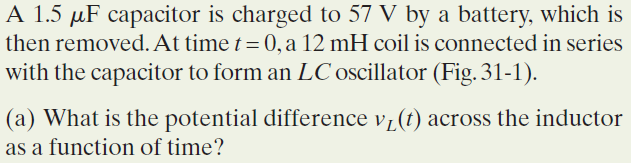 A 1.5 μF capacitor is charged to 57 V by a battery, which is
then removed. At time t = 0, a 12 mH coil is connected in series
with the capacitor to form an LC oscillator (Fig. 31-1).
(a) What is the potential difference v_L(t) across the inductor
as a function of time?